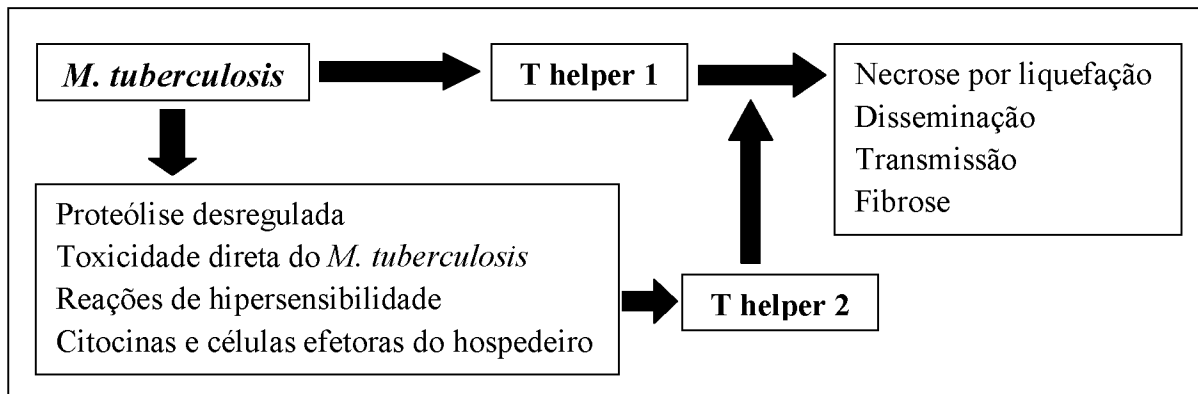 M. tuberculosis
T helper 1
Necrose por liquefação
Disseminação
Transmissão
Fibrose
Proteólise desregulada
Toxicidade direta do M. tuberculosis
Reações de hipersensibilidade
Citocinas e células efetoras do hospedeiro
T helper 2